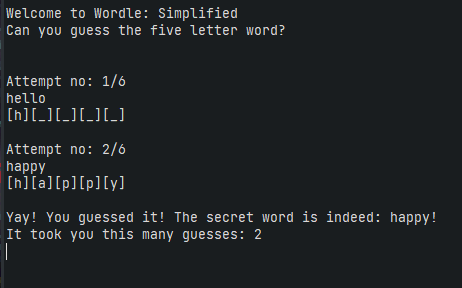 Welcome to Wordle: Simplified
Can you guess the five letter word?
Attempt no: 1/6
hello
[h][_][_][_][_]
Attempt no: 2/6
happy
[h][a][p][p][y]
Yay! You guessed it! The secret word is indeed: happy!
It took you this many guesses: 2